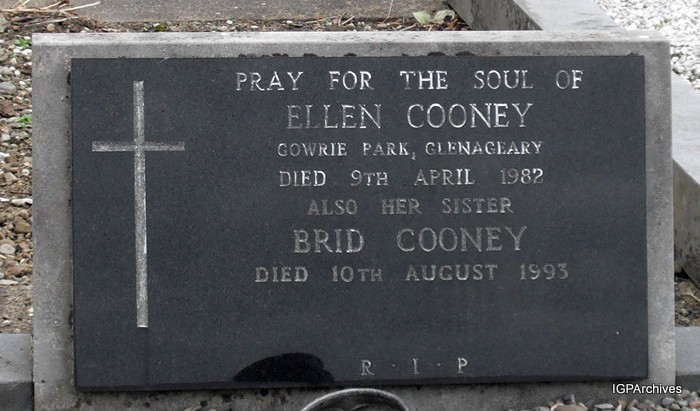 PRAY FOR THE SOUL OF
ELLEN COONEY
GOWRIE PARK, GLENAGEARY
DIED 9TH APRIL 1982
ALSO HER SISTER
BRID COONEY
DIED 10TH AUGUST 1993
R · I · P
IGPArchives